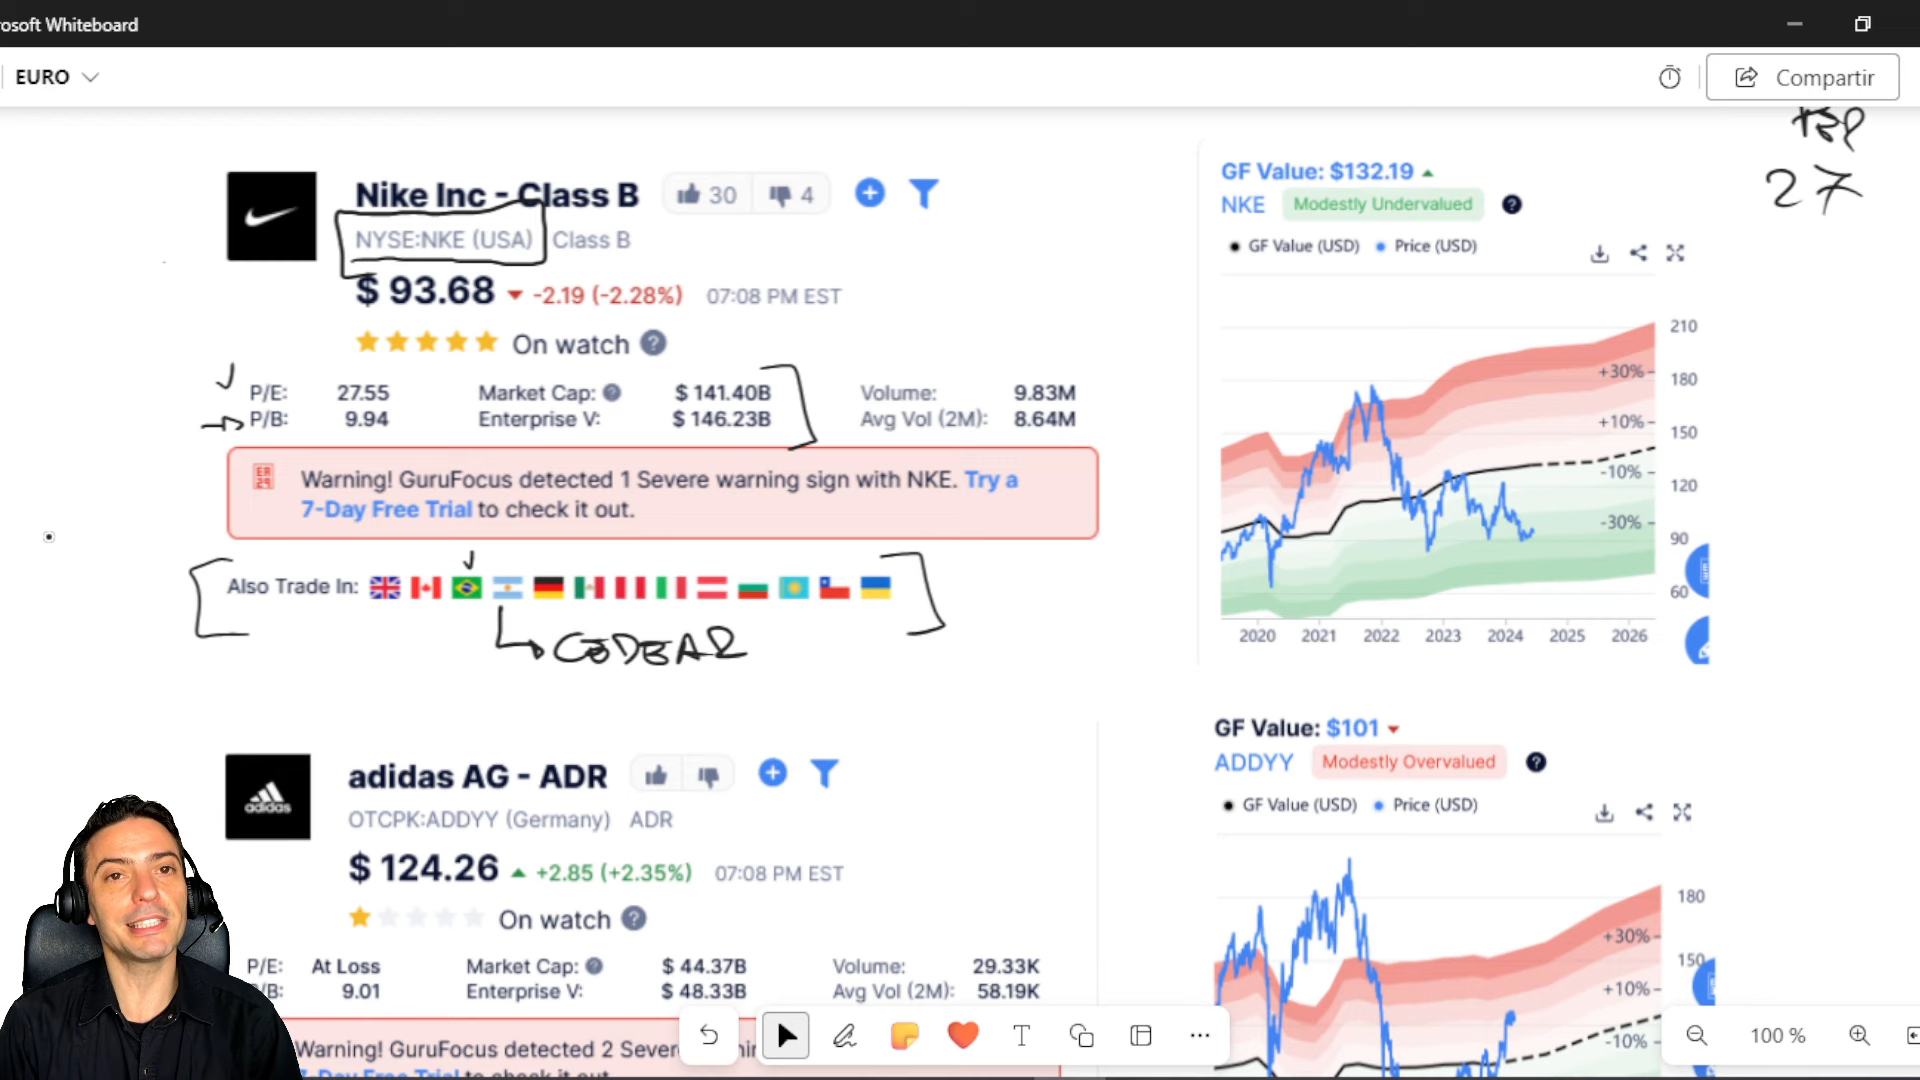 rosoft Whiteboard
EURO
Compartir
27
Nike Inc - Class B
30
4
NYSE:NKE (USA) Class B
$ 93.68 -2.19 (-2.28%) 07:08 PM EST
On watch ?
P/E: 27.55 Market Cap: ? $ 141.40B Volume: 9.83M
P/B: 9.94 Enterprise V: $ 146.23B Avg Vol (2M): 8.64M
Warning! GuruFocus detected 1 Severe warning sign with NKE. Try a
7-Day Free Trial to check it out.
Also Trade In:
CEDEAR
GF Value: $132.19
NKE Modestly Undervalued ?
GF Value (USD) Price (USD)
210
+30%
180
+10%
150
-10%
120
-30%
90
60
2020 2021 2022 2023 2024 2025 2026
adidas
adidas AG - ADR
OTCPK:ADDYY (Germany) ADR
$ 124.26 +2.85 (+2.35%) 07:08 PM EST
On watch ?
P/E: At Loss Market Cap: ? $ 44.37B Volume: 29.33K
/B: 9.01 Enterprise V: $ 48.33B Avg Vol (2M): 58.19K
Warning! GuruFocus detected 2 Sever
GF Value: $101
ADDYY Modestly Overvalued ?
GF Value (USD) Price (USD)
180
+30%
150
+10%
-10%
100 %